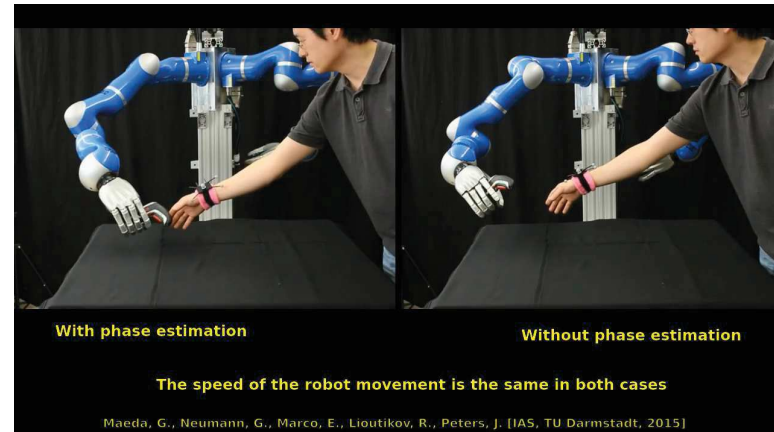 With phase estimation
Without phase estimation
The speed of the robot movement is the same in both cases
Maeda, G., Neumann, G., Marco, E., Lioutikov, R., Peters, J. [IAS, TU Darmstadt, 2015]